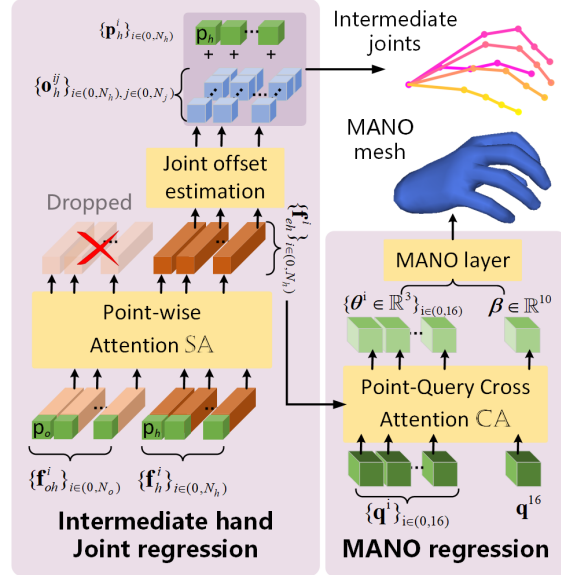 {p_h^i}_{i∈(0,N_h)}
p_h
...
+ + +
{o_h^{ij}}_{i∈(0,N_h),j∈(0,N_j)}
...
Joint offset
estimation
Dropped
...
...
{f_{eh}^i}_{i∈(0,N_h)}
Point-wise
Attention 𝕊𝔸
...
...
p_o
p_h
{f_{oh}^i}_{i∈(0,N_o)}
{f_h^i}_{i∈(0,N_h)}
Intermediate hand
Joint regression
Intermediate
joints
MANO
mesh
MANO layer
{θ^i ∈ ℝ^3}_{i∈(0,16)}
β ∈ ℝ^{10}
...
Point-Query Cross
Attention ℂ𝔸
...
{q^i}_{i∈(0,16)}
q^{16}
MANO regression